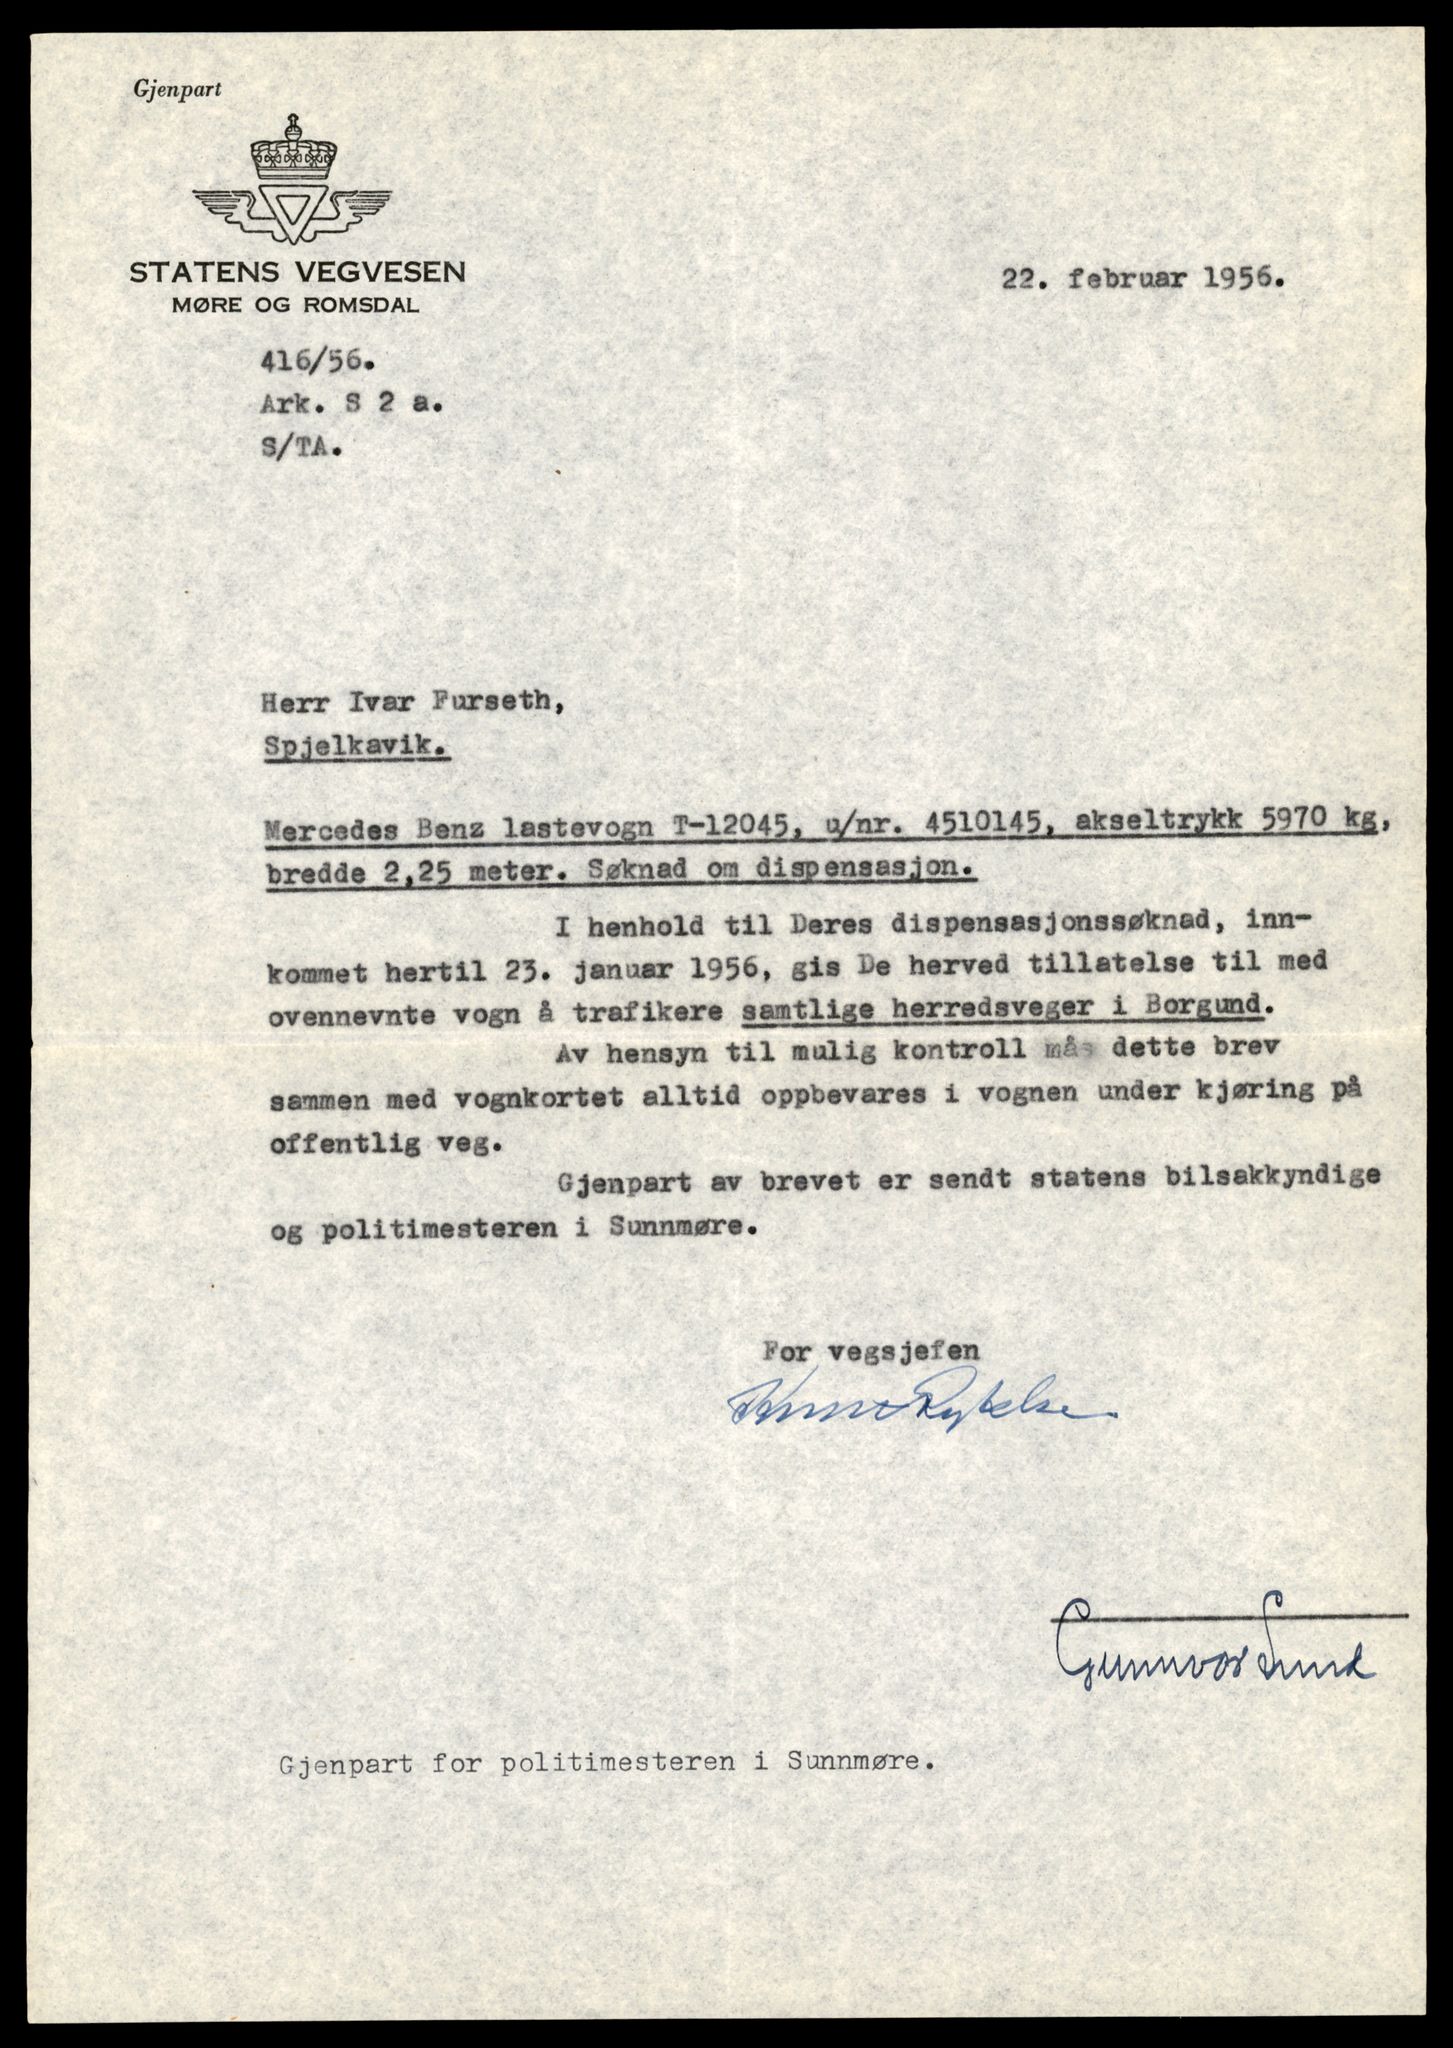 Gjenpart
STATENS VEGVESEN
MØRE OG ROMSDAL
22. februar 1956.
416/56.
Ark. S 2 a.
S/TA.
Herr Ivar Furseth,
Spjelkavik.
Mercedes Benz lastevogn T-12045, u/nr. 4510145, akseltrykk 5970 kg,
bredde 2,25 meter. Søknad om dispensasjon.
I henhold til Deres dispensasjonssøknad, inn-
kommet hertil 23. januar 1956, gis De herved tillatelse til med
ovennevnte vogn å trafikere samtlige herredsveger i Borgund.
Av hensyn til mulig kontroll må dette brev
sammen med vognkortet alltid oppbevares i vognen under kjøring på
offentlig veg.
Gjenpart av brevet er sendt statens bilsakkyndige
og politimesteren i Sunnmøre.
For vegsjefen
Gunnvor Sund
Gjenpart for politimesteren i Sunnmøre.